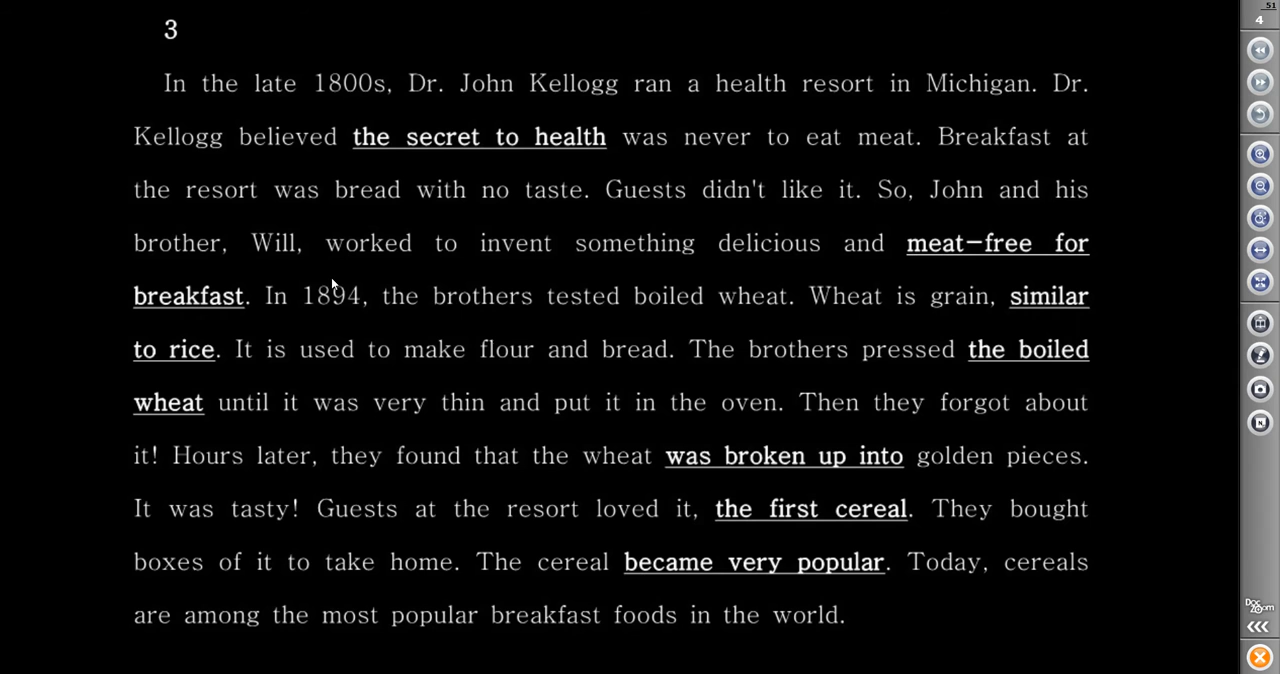 3
In the late 1800s, Dr. John Kellogg ran a health resort in Michigan. Dr.
Kellogg believed the secret to health was never to eat meat. Breakfast at
the resort was bread with no taste. Guests didn't like it. So, John and his
brother, Will, worked to invent something delicious and meat-free for
breakfast. In 1894, the brothers tested boiled wheat. Wheat is grain, similar
to rice. It is used to make flour and bread. The brothers pressed the boiled
wheat until it was very thin and put it in the oven. Then they forgot about
it! Hours later, they found that the wheat was broken up into golden pieces.
It was tasty! Guests at the resort loved it, the first cereal. They bought
boxes of it to take home. The cereal became very popular. Today, cereals
are among the most popular breakfast foods in the world.
51
4
Doc
Zoom